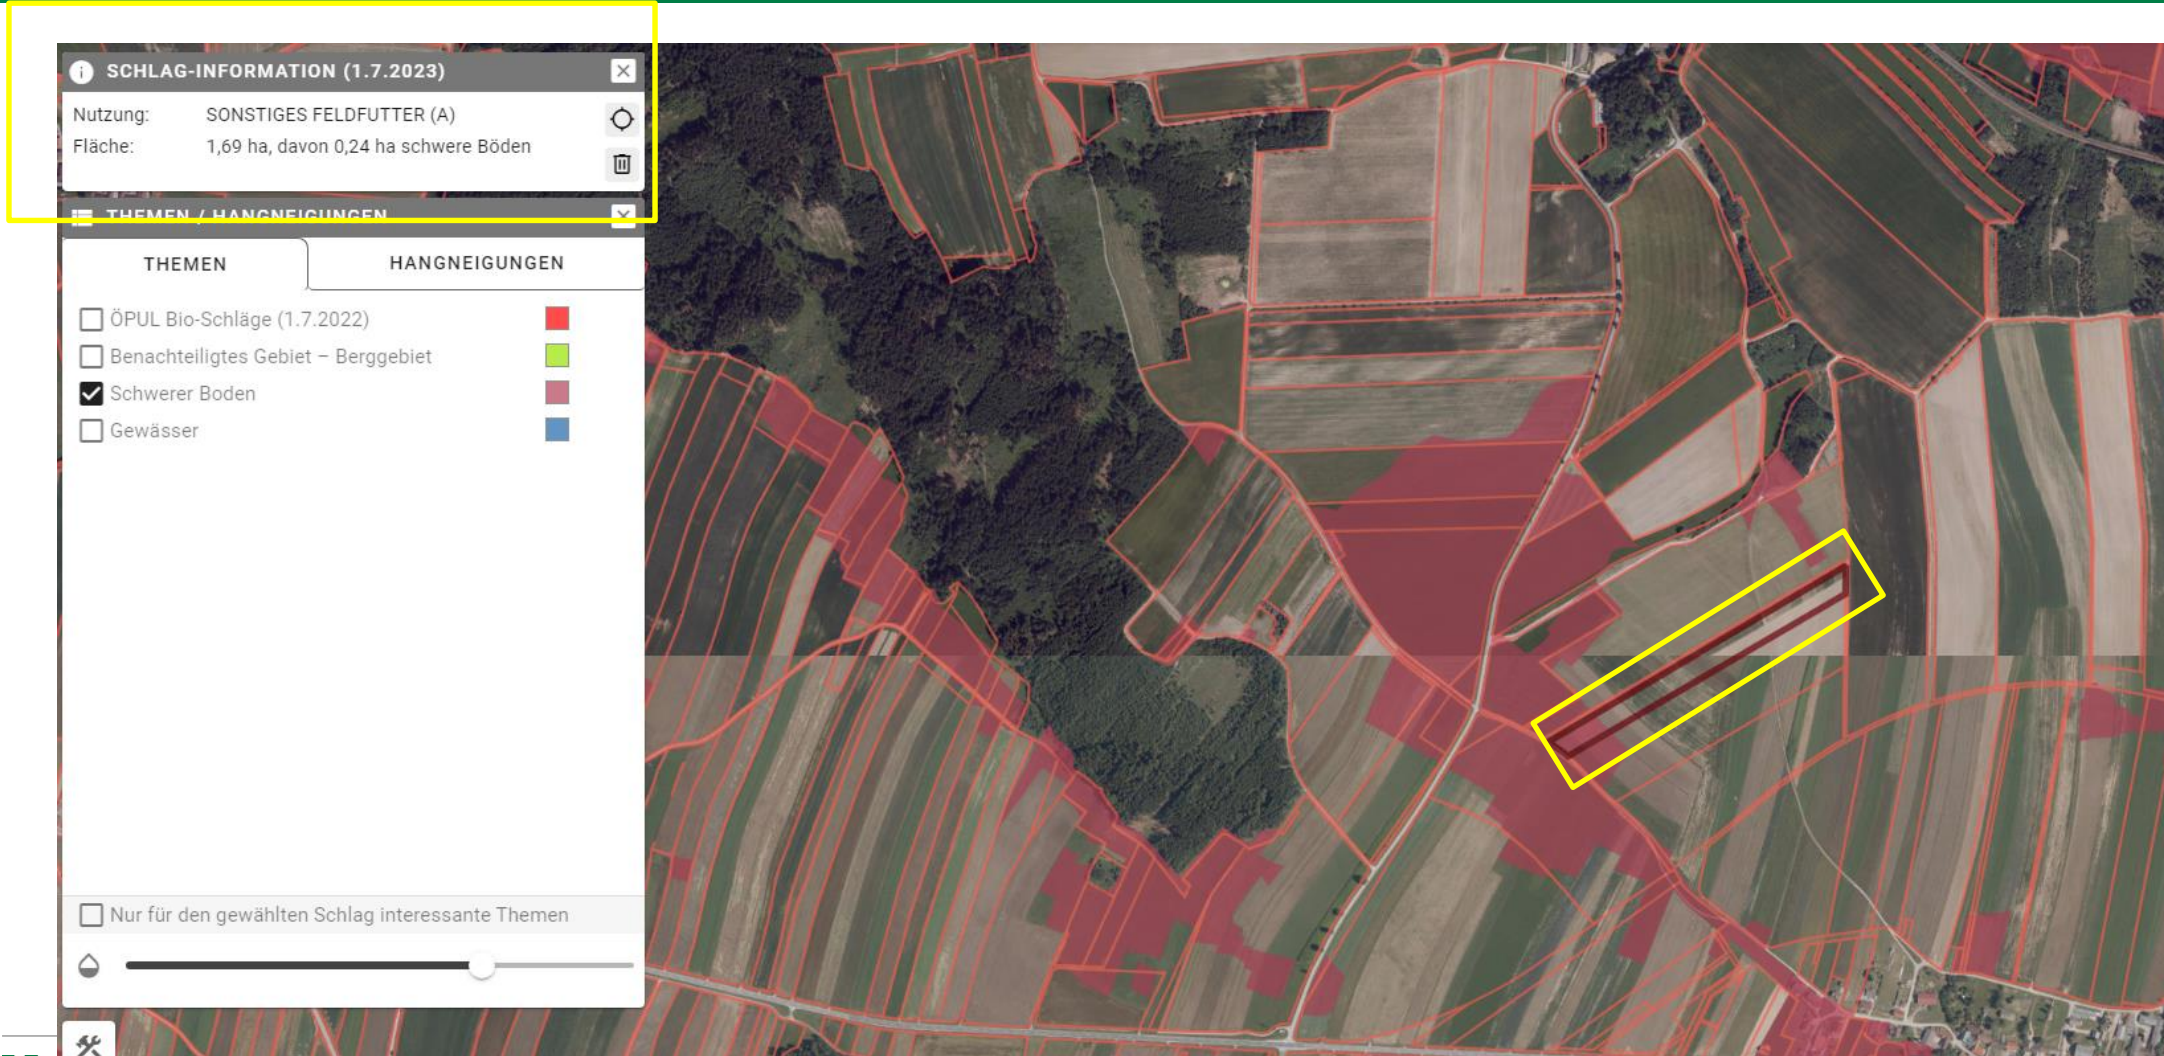 SCHLAG-INFORMATION (1.7.2023)
Nutzung: SONSTIGES FELDFUTTER (A)
Fläche: 1,69 ha, davon 0,24 ha schwere Böden
THEMEN / HANGNEIGUNGEN
THEMEN HANGNEIGUNGEN
ÖPUL Bio-Schläge (1.7.2022)
Benachteiligtes Gebiet – Berggebiet
Schwerer Boden
Gewässer
Nur für den gewählten Schlag interessante Themen